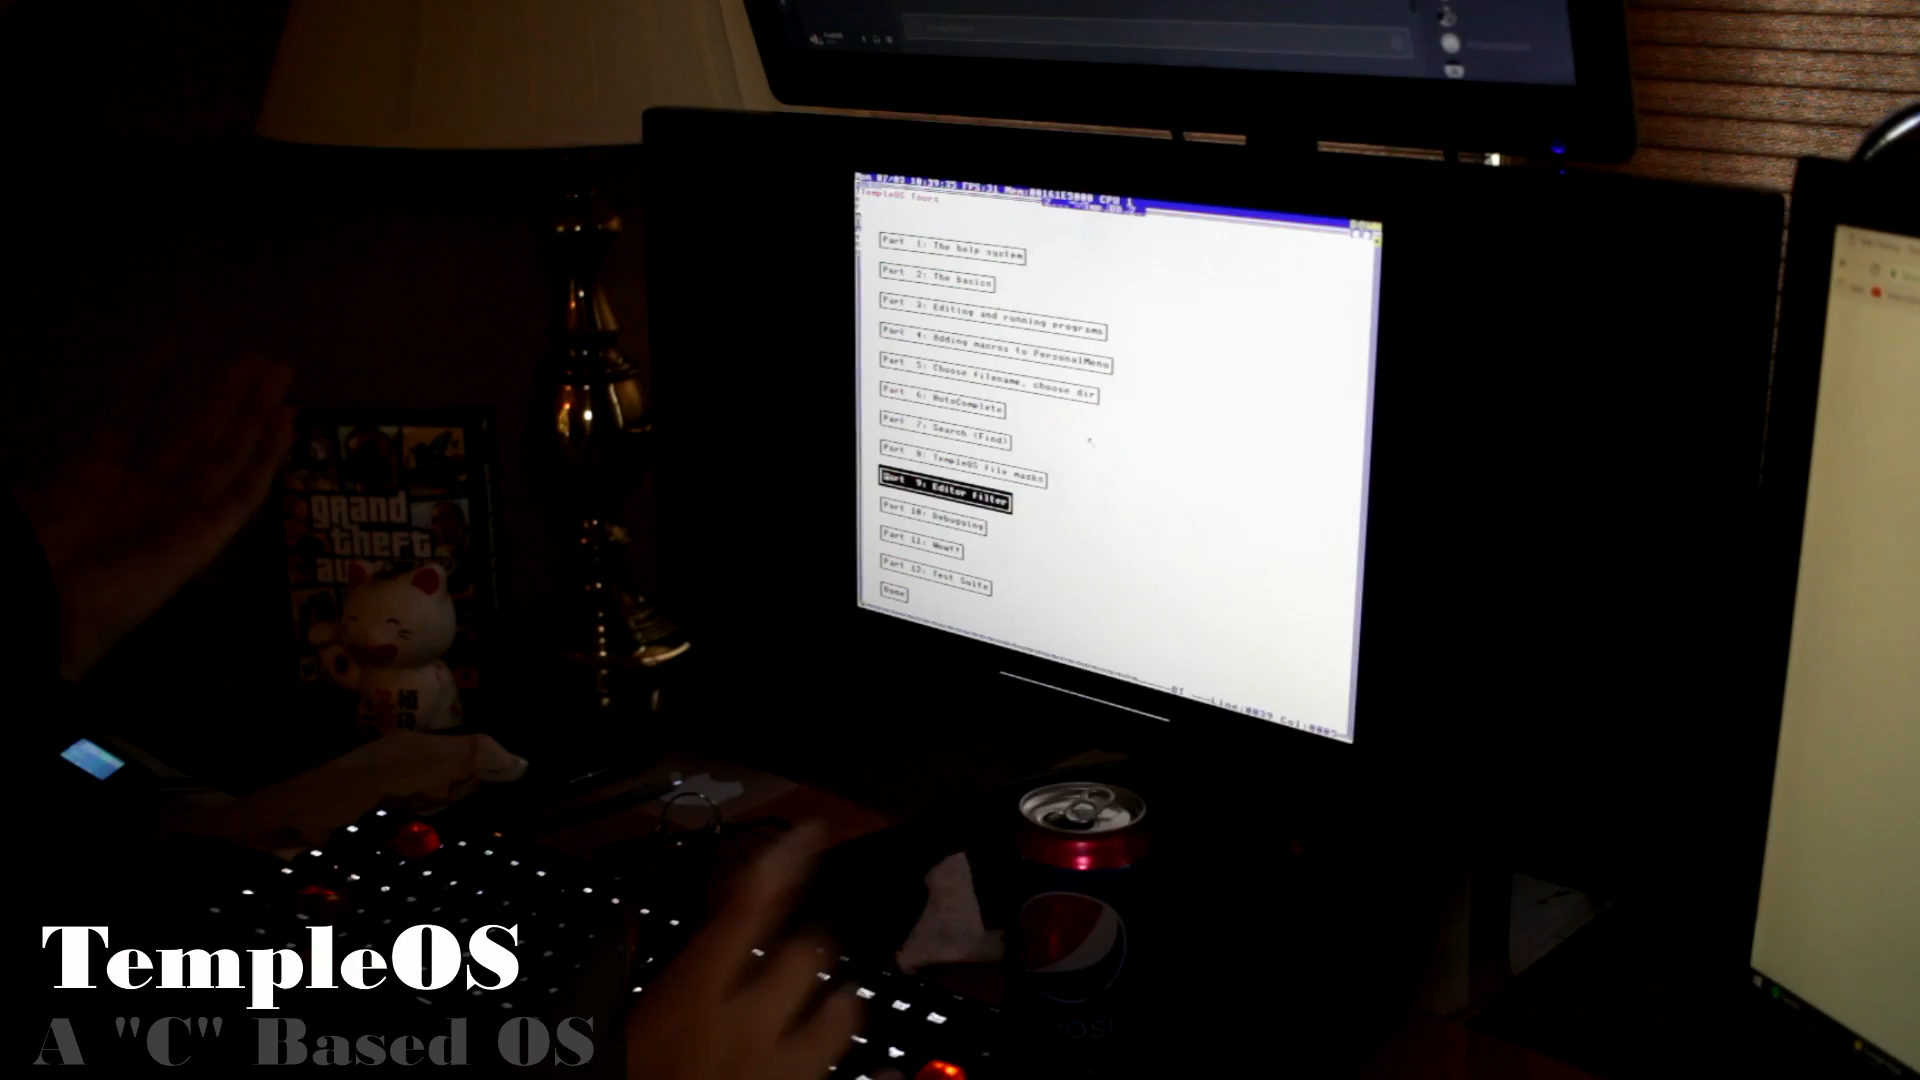 TempleOS Tours
Part 1: The help system
Part 2: The basics
Part 3: Editing and running programs
Part 4: Adding macros to PersonalMenu
Part 5: Choose filename, choose dir
Part 6: AutoComplete
Part 7: Search (Find)
Part 8: TempleOS file masks
Part 9: Editor filter
Part 10: Debugging
Part 11: Wow!!
Part 12: Test Suite
Done
grand
theft
TempleOS
A "C" Based OS